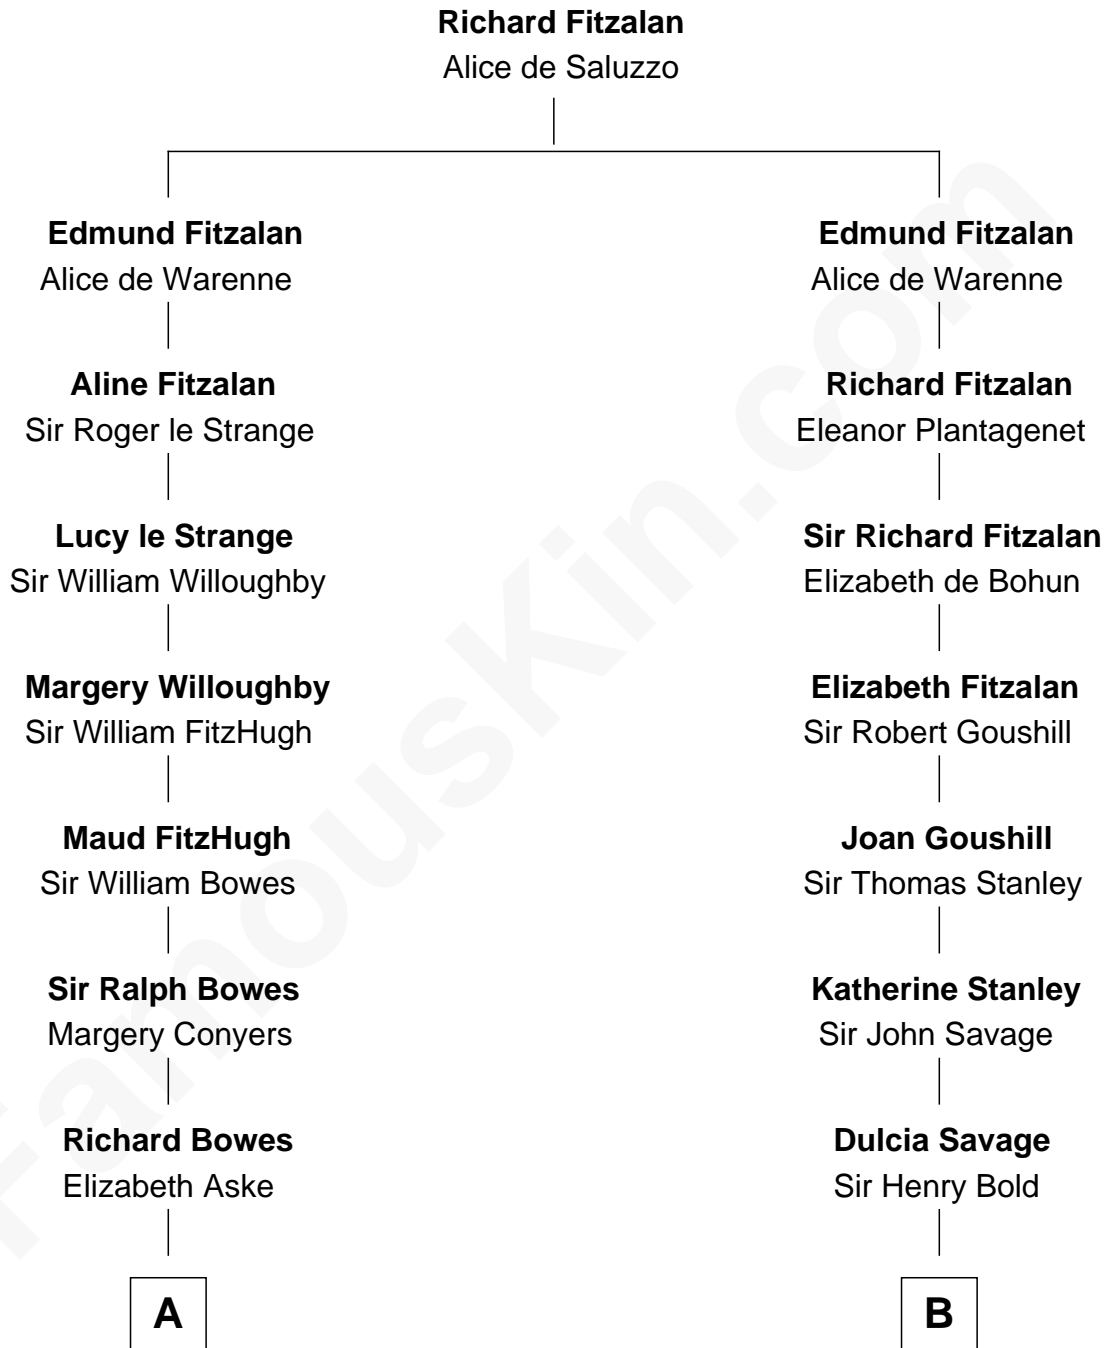 Richard Fitzalan
Alice de Saluzzo
Edmund Fitzalan
Alice de Warenne
Aline Fitzalan
Sir Roger le Strange
Lucy le Strange
Sir William Willoughby
Margery Willoughby
Sir William FitzHugh
Maud FitzHugh
Sir William Bowes
Sir Ralph Bowes
Margery Conyers
Richard Bowes
Elizabeth Aske
A
Edmund Fitzalan
Alice de Warenne
Richard Fitzalan
Eleanor Plantagenet
Sir Richard Fitzalan
Elizabeth de Bohun
Elizabeth Fitzalan
Sir Robert Goushill
Joan Goushill
Sir Thomas Stanley
Katherine Stanley
Sir John Savage
Dulcia Savage
Sir Henry Bold
B
FamousKin.com